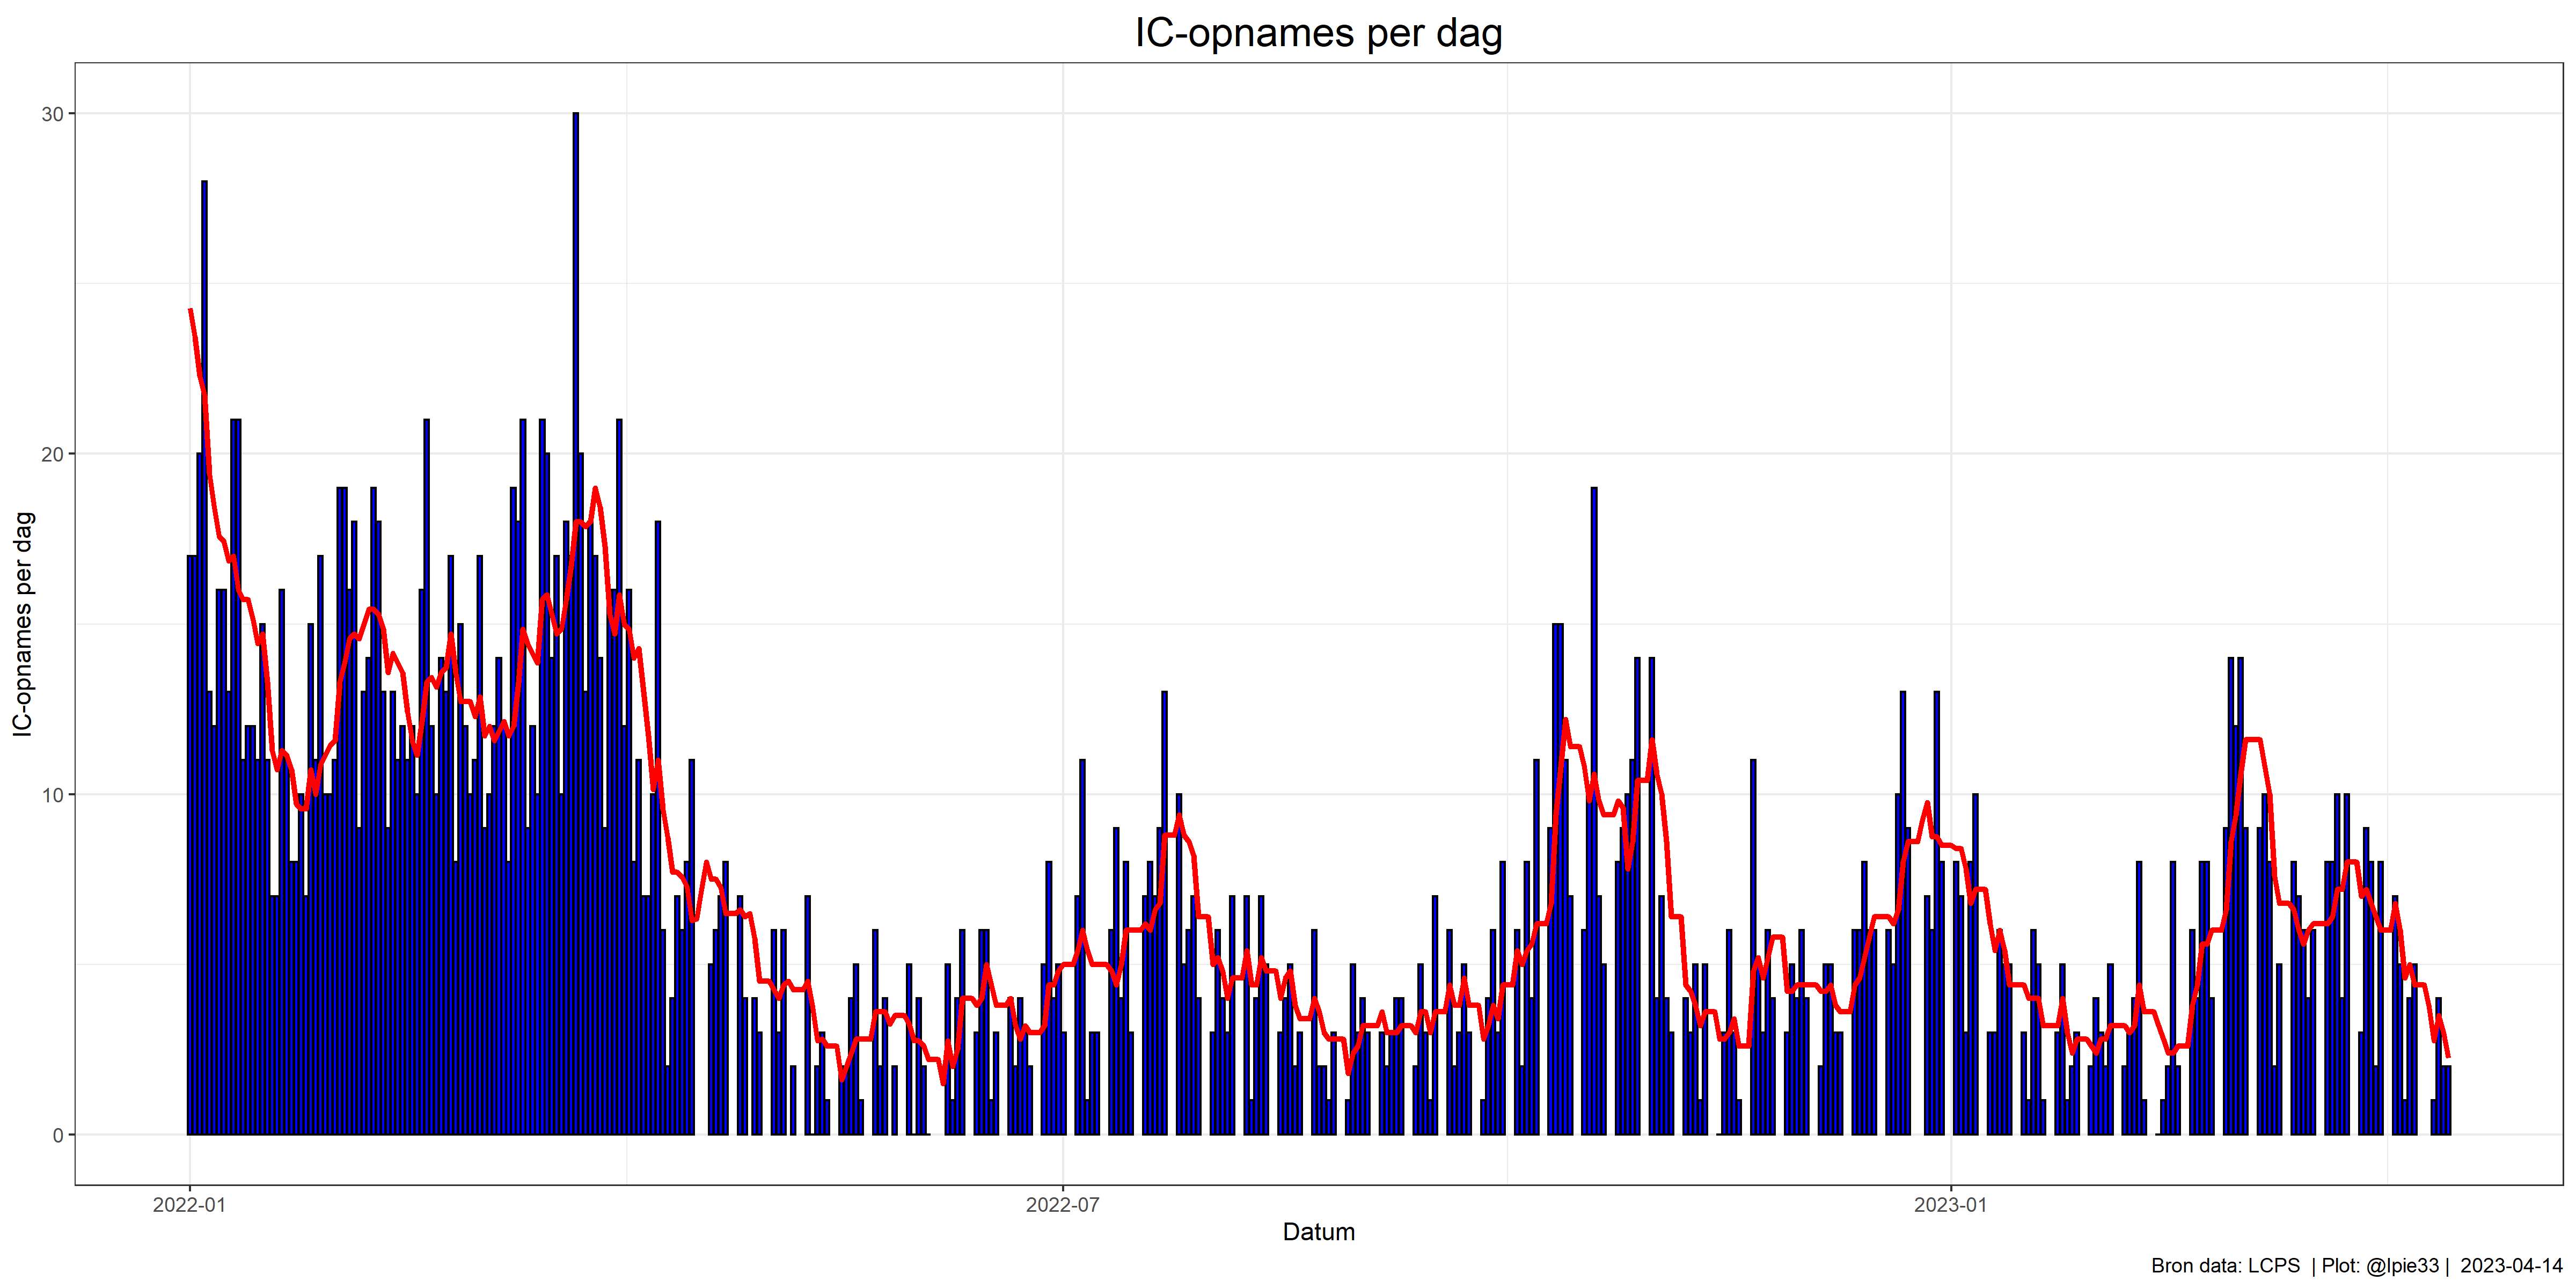 IC-opnames per dag
IC-opnames per dag
30
20
10
0
2022-01
2022-07
2023-01
Datum
Bron data: LCPS | Plot: @lpie33 | 2023-04-14